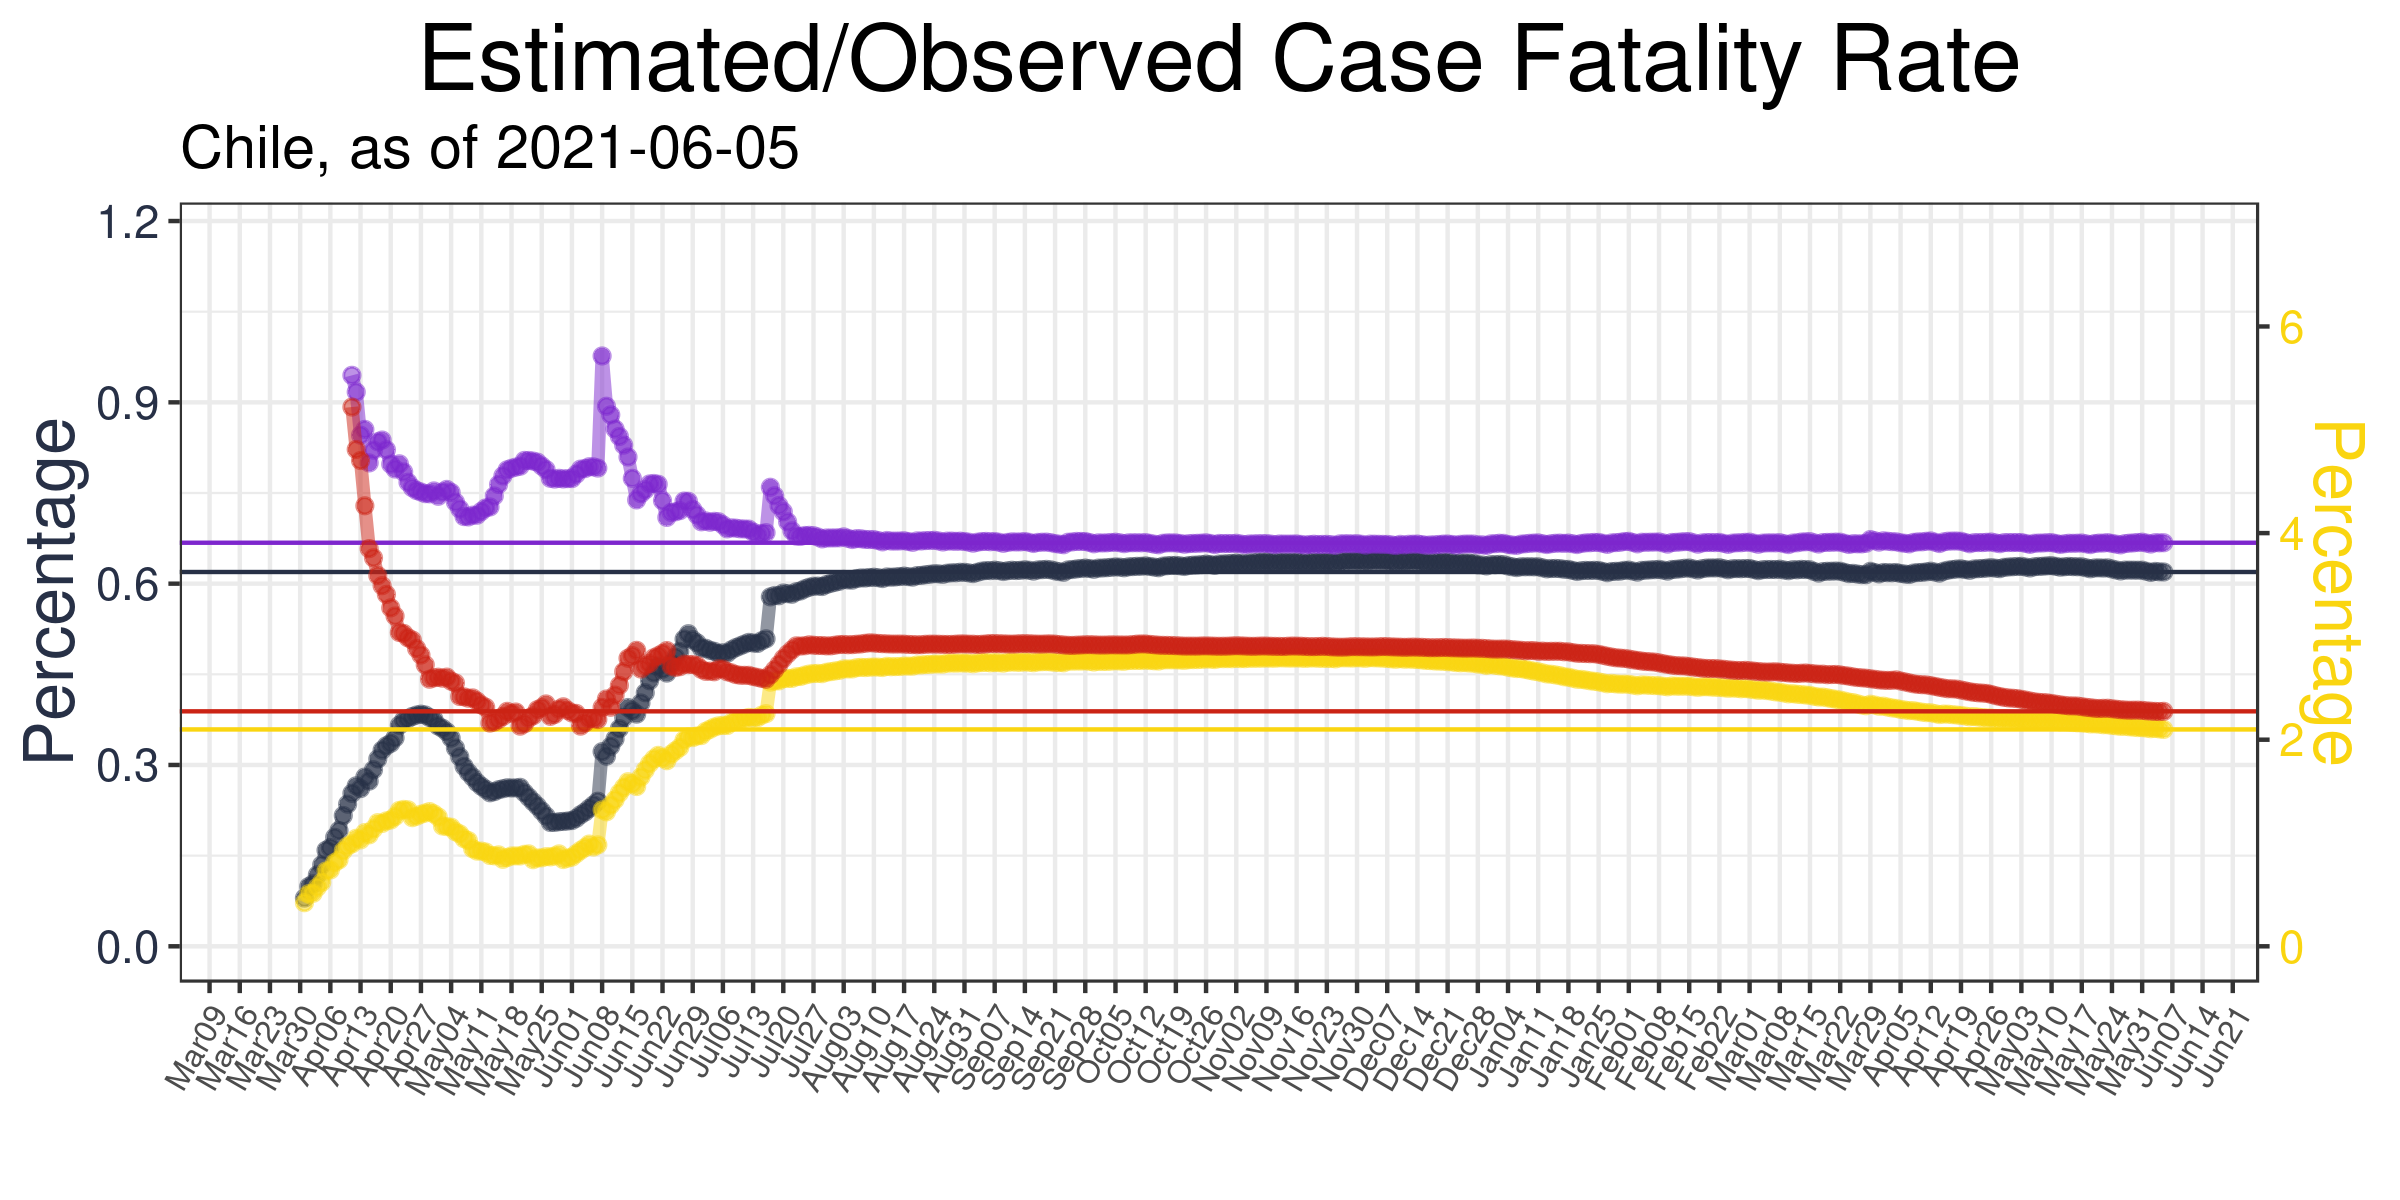 Estimated/Observed Case Fatality Rate
Chile, as of 2021-06-05
Percentage
1.2
0.9
0.6
0.3
0.0
6
4
2
0
Percentage
Mar09 Mar16 Mar23 Mar30 Apr06 Apr13 Apr20 Apr27 May04 May11 May18 May25 Jun01 Jun08 Jun15 Jun22 Jun29 Jul06 Jul13 Jul20 Jul27 Aug03 Aug10 Aug17 Aug24 Aug31 Sep07 Sep14 Sep21 Sep28 Oct05 Oct12 Oct19 Oct26 Nov02 Nov09 Nov16 Nov23 Nov30 Dec07 Dec14 Dec21 Dec28 Jan04 Jan11 Jan18 Jan25 Feb01 Feb08 Feb15 Feb22 Mar01 Mar08 Mar15 Mar22 Mar29 Apr05 Apr12 Apr19 Apr26 May03 May10 May17 May24 May31 Jun07 Jun14 Jun21